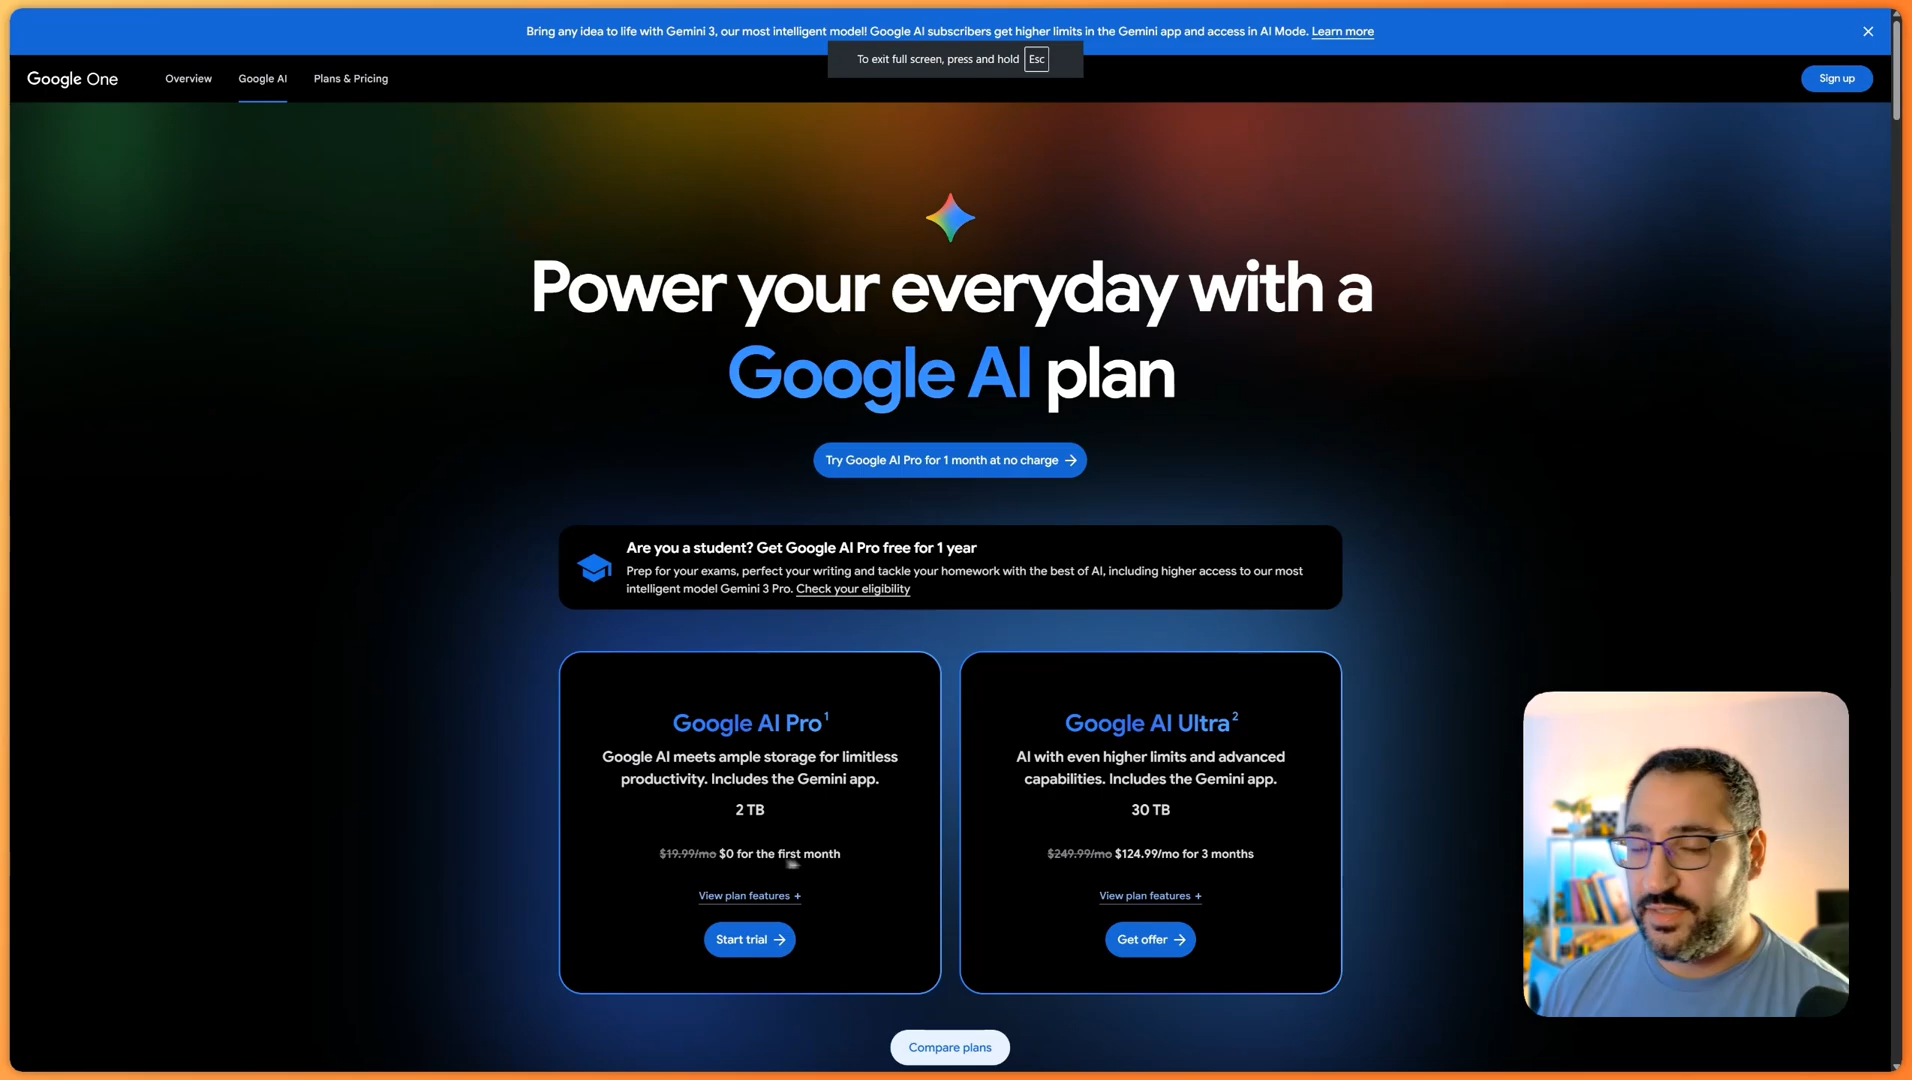 Bring any idea to life with Gemini 3, our most intelligent model! Google AI subscribers get higher limits in the Gemini app and access in AI Mode. Learn more
To exit full screen, press and hold Esc
Google One
Overview
Google AI
Plans & Pricing
Sign up
Power your everyday with a
Google AI plan
Try Google AI Pro for 1 month at no charge
Are you a student? Get Google AI Pro free for 1 year
Prep for your exams, perfect your writing and tackle your homework with the best of AI, including higher access to our most
intelligent model Gemini 3 Pro. Check your eligibility
Google AI Pro1
Google AI meets ample storage for limitless
productivity. Includes the Gemini app.
2 TB
$19.99/mo $0 for the first month
View plan features +
Start trial
Google AI Ultra2
AI with even higher limits and advanced
capabilities. Includes the Gemini app.
30 TB
$249.99/mo $124.99/mo for 3 months
View plan features +
Get offer
Compare plans